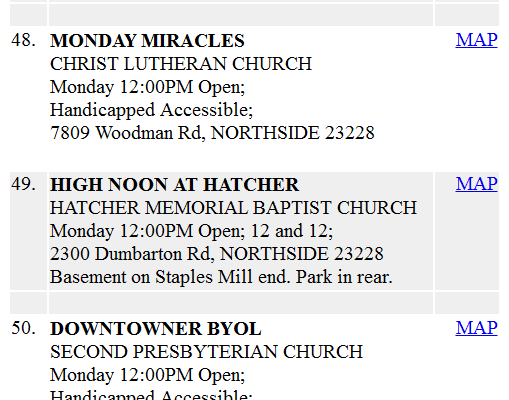 48. MONDAY MIRACLES MAP
CHRIST LUTHERAN CHURCH
Monday 12:00PM Open;
Handicapped Accessible;
7809 Woodman Rd, NORTHSIDE 23228
49. HIGH NOON AT HATCHER MAP
HATCHER MEMORIAL BAPTIST CHURCH
Monday 12:00PM Open; 12 and 12;
2300 Dumbarton Rd, NORTHSIDE 23228
Basement on Staples Mill end. Park in rear.
50. DOWNTOWNER BYOL MAP
SECOND PRESBYTERIAN CHURCH
Monday 12:00PM Open;
Handicapped Accessible;